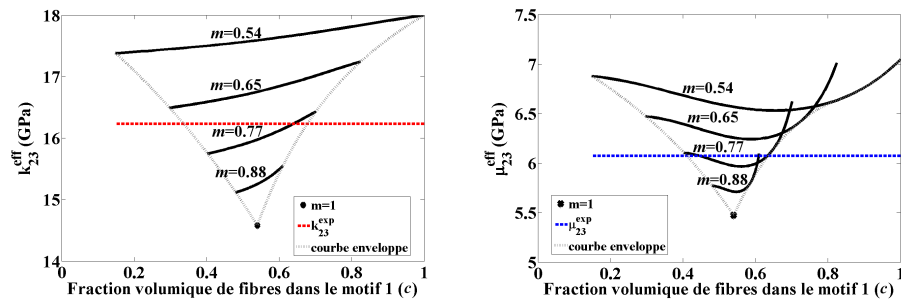 18
17
16
15
14
k23^eff (GPa)
m=0.54
m=0.65
m=0.77
m=0.88
m=1
k23^exp
courbe enveloppe
0 0.2 0.4 0.6 0.8 1
Fraction volumique de fibres dans le motif 1 (c)
7.5
7
6.5
6
5.5
5
μ23^eff (GPa)
m=0.54
m=0.65
m=0.77
m=0.88
m=1
μ23^exp
courbe enveloppe
0 0.2 0.4 0.6 0.8 1
Fraction volumique de fibres dans le motif 1 (c)